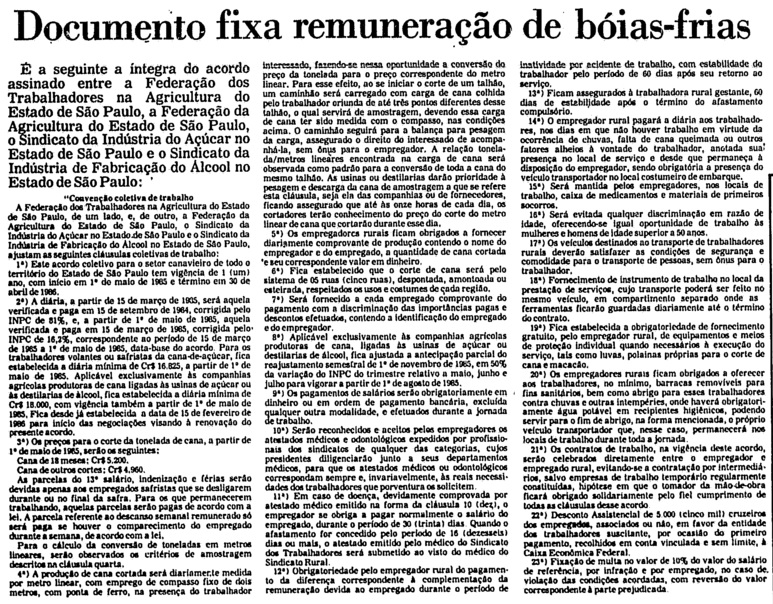 Documento fixa remuneração de bóias-frias
É a seguinte a íntegra do acordo
assinado entre a Federação dos
Trabalhadores na Agricultura do
Estado de São Paulo, a Federação da
Agricultura do Estado de São Paulo,
o Sindicato da Indústria do Açúcar no
Estado de São Paulo e o Sindicato da
Indústria de Fabricação do Álcool no
Estado de São Paulo:
"Convenção coletiva de trabalho
A Federação dos Trabalhadores na Agricultura do Estado
de São Paulo, de um lado, e, de outro, a Federação da
Agricultura do Estado de São Paulo, o Sindicato da
Indústria do Açúcar no Estado de São Paulo e Sindicato da
Indústria de Fabricação do Álcool no Estado de São Paulo,
ajustam as seguintes cláusulas coletivas de trabalho:
1ª) Este acordo coletivo para o setor canavieiro de todo o
território do Estado de São Paulo tem vigência de 1 (um)
ano, com início em 1º de maio de 1985 e término em 30 de
abril de 1986.
2ª) A diária, a partir de 15 de março de 1985, será aquela
verificada e paga em 15 de setembro de 1984, corrigida pelo
INPC de 81%, e, a partir de 1º de maio de 1985, aquela
verificada e paga em 15 de março de 1985, corrigida pelo
INPC de 16,2%, correspondente ao período de 15 de março
de 1985 a 1º de maio de 1985, data-base do acordo. Para os
trabalhadores volantes ou safristas da cana-de-açúcar, fica
estabelecida a diária mínima de Cr$ 16.825, a partir de 1º
de maio de 1985. Aplicável exclusivamente às companhias
agrícolas produtoras de cana ligadas às usinas de açúcar ou
às destilarias de álcool, fica estabelecida a diária mínima de
Cr$ 18.000, com vigência também a partir de 1º de maio de
1985, Fica desde já estabelecida a data de 15 de fevereiro de
1986 para início das negociações visando à renovação do
presente acordo.
3ª) Os preços para o corte da tonelada de cana, a partir de
1º de maio de 1985, serão os seguintes:
Cana de 18 meses: Cr$ 5.200.
Cana de outros cortes: Cr$ 4.960.
As parcelas do 13º salário, indenização e férias são
devidas apenas aos empregados safristas que se desligarem
durante ou no final da safra. Para os que permanecerem
trabalhando, aquelas parcelas serão pagas de acordo com a
lei. A parcela referente ao descanso semanal remunerado só
será paga se houver o comparecimento do empregado
durante a semana, de acordo com a lei.
Para o cálculo da conversão de toneladas em metros
lineares, serão observados os critérios de amostragem
descritos na cláusula quarta.
4ª) A produção de cana cortada será diariamente medida
por metro linear, com emprego de compasso fixo de dois
metros, com ponta de ferro, na presença do trabalhador
interessado, fazendo-se nessa oportunidade a conversão do
preço da tonelada para o preço correspondente do metro
linear. Para esse efeito, ao se iniciar o corte de um talhão,
um caminhão será carregado com carga de cana colhida
pelo trabalhador oriunda de até três pontos diferentes desse
talhão, o qual servirá de amostragem, devendo essa carga
de cana ter sido medida com o compasso, nas condições
acima. O caminhão seguirá para a balança para pesagem
da carga, assegurado o direito do interessado de acompa-
nhá-la, sem ônus para o empregador. A relação tonela-
da/metros lineares encontrada na carga de cana será
observada como padrão para a conversão de toda a cana do
mesmo talhão. As usinas ou destilarias darão prioridade à
pesagem e descarga da cana de amostragem a que se refere
esta cláusula, seja ela das companhias ou de fornecedores,
ficando assegurado que até às onze horas de cada dia, os
cortadores terão conhecimento do preço do corte do metro
linear de cana que cortarão durante esse dia.
5ª) Os empregadores rurais ficam obrigados a fornecer
diariamente comprovante de produção contendo o nome do
empregador e do empregado, a quantidade de cana cortada
e seu correspondente valor em dinheiro.
6ª) Fica estabelecido que o corte de cana será pelo
sistema de 05 ruas (cinco ruas), despontada, amontoada ou
esteirada, respeitados os usos e costumes de cada região.
7ª) Será fornecido a cada empregado comprovante do
pagamento com a discriminação das importâncias pagas e
descontos efetuados, contendo a identificação do empregado
e do empregador.
8ª) Aplicável exclusivamente às companhias agrícolas
produtoras de cana, ligadas às usinas de açúcar ou
destilarias de álcool, fica ajustada a antecipação parcial do
reajustamento semestral de 1º de novembro de 1985, em 50%
da variação do INPC do trimestre relativo a maio, junho e
julho para vigorar a partir de 1º de agosto de 1985.
9ª) Os pagamentos de salários serão obrigatoriamente em
dinheiro ou em ordem de pagamento bancária, excluída
qualquer outra modalidade, e efetuados durante a jornada
de trabalho.
10ª) Serão reconhecidos e aceitos pelos empregadores os
atestados médicos e odontológicos expedidos por profissio-
nais dos sindicatos de qualquer das categorias, cujos
presidentes diligenciarão junto a seus departamentos
médicos, para que os atestados médicos ou odontológicos
correspondam sempre e, invariavelmente, às reais necessi-
dades dos trabalhadores que porventura os solicitem.
11ª) Em caso de doença, devidamente comprovada por
atestado médico emitido na forma da cláusula 10 (dez), o
empregador se obriga a pagar normalmente o salário do
empregado, durante o período de 30 (trinta) dias. Quando o
afastamento for concedido pelo período de 16 (dezesseis)
dias ou mais, o atestado emitido pelo médico do Sindicato
dos Trabalhadores será submetido ao visto do médico do
Sindicato Rural.
12ª) Obrigatoriedade pelo empregador rural do pagamen-
to da diferença correspondente à complementação da
remuneração devida ao empregado durante o período de
inatividade por acidente de trabalho, com estabilidade do
trabalhador pelo período de 60 dias após seu retorno ao
serviço.
13ª) Ficam assegurados à trabalhadora rural gestante, 60
dias de estabilidade após o término do afastamento
compulsório.
14ª) O empregador rural pagará a diária aos trabalhado-
res, nos dias em que não houver trabalho em virtude da
ocorrência de chuvas, falta de cana queimada ou outros
fatores alheios à vontade do trabalhador, anotada sua
presença no local de serviço e desde que permaneça à
disposição do empregador, sendo obrigatória a presença do
veículo transportador no local costumeiro de embarque.
15ª) Será mantida pelos empregadores, nos locais de
trabalho, caixa de medicamentos e materiais de primeiros
socorros.
16ª) Será evitada qualquer discriminação em razão de
idade, oferecendo-se igual oportunidade de trabalho às
mulheres e homens de idade superior a 50 anos.
17ª) Os veículos destinados ao transporte de trabalhadores
rurais deverão satisfazer as condições de segurança e
comodidade para o transporte de pessoas, sem ônus para o
trabalhador.
18ª) Fornecimento de instrumento de trabalho no local da
prestação de serviços, cujo transporte poderá ser feito no
mesmo veículo, em compartimento separado onde as
ferramentas ficarão guardadas diariamente até o término
do contrato.
19ª) Fica estabelecida a obrigatoriedade de fornecimento
gratuito, pelo empregador rural, de equipamentos e meios
de proteção individual quando necessários à execução do
serviço, tais como luvas, polainas próprias para o corte de
cana e macacão.
20ª) Os empregadores rurais ficam obrigados a oferecer
aos trabalhadores, no mínimo, barracas removíveis para
fins sanitários, bem como abrigo para esses trabalhadores
contra chuvas e outras intempéries, onde haverá obrigatoria-
mente água potável em recipientes higiênicos, podendo
servir para o fim de abrigo, na forma mencionada, o próprio
veículo transportador que, nesse caso, permanecerá nos
locais de trabalho durante toda a jornada.
21ª) Os contratos de trabalho, na vigência deste acordo,
serão celebrados diretamente entre o empregador e
empregado rural, evitando-se a contratação por intermediá-
rios, salvo empresas de trabalho temporário regularmente
constituídas, hipótese em que o tomador da mão-de-obra
ficará obrigado solidariamente pelo fiel cumprimento de
todas as cláusulas desse acordo
22ª) Desconto Assistencial de 5 000 (cinco mil) cruzeiros
dos empregados, associados ou não, em favor da entidade
dos trabalhadores suscitante, por ocasião do primeiro
pagamento, recolhidos em conta vinculada e sem limite, à
Caixa Econômica Federal.
23ª) Fixação de multa no valor de 10% do valor do salário
de referência, por infração e por empregado, no caso de
violação das condições acordadas, com reversão do valor
correspondente à parte prejudicada.